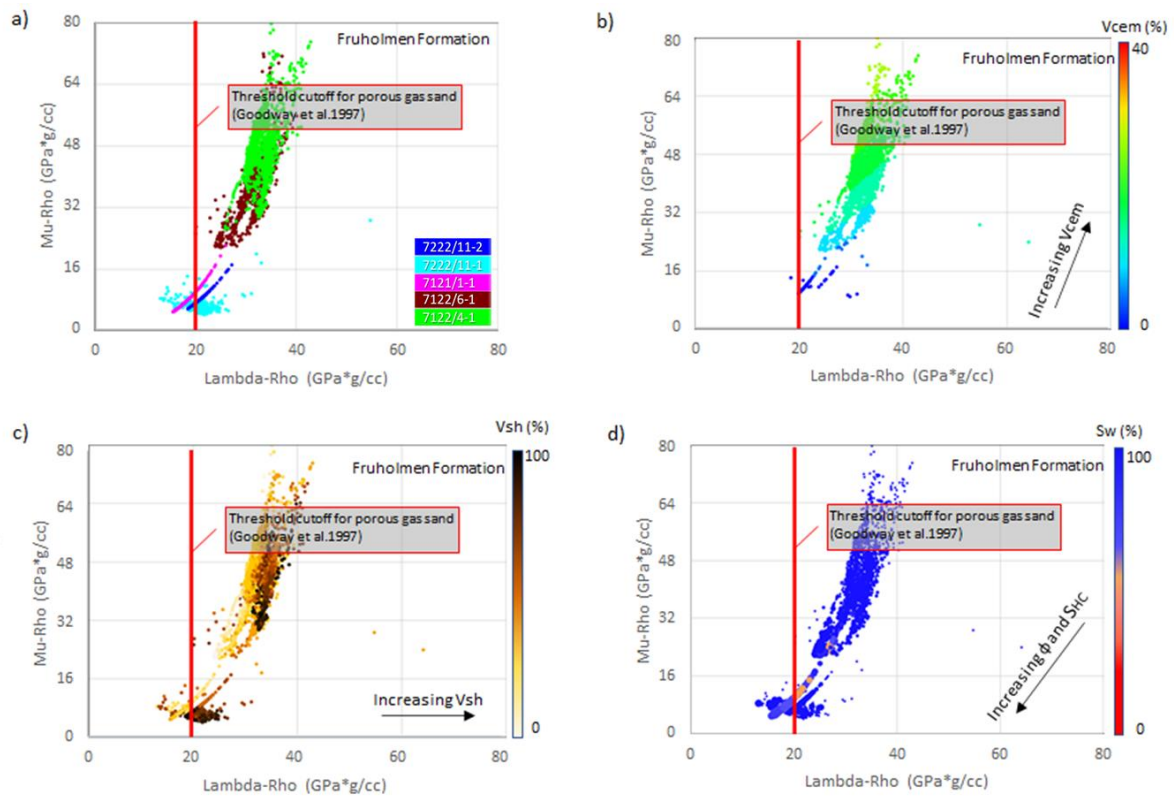 a)
Fruholmen Formation
Threshold cutoff for porous gas sand
(Goodway et al.1997)
7222/11-2
7222/11-1
7121/1-1
7122/6-1
7122/4-1
80
64
48
32
16
0
Mu-Rho (GPa*g/cc)
0 20 40 60 80
Lambda-Rho (GPa*g/cc)
b)
Vcem (%)
40
0
Fruholmen Formation
Threshold cutoff for porous gas sand
(Goodway et al.1997)
Increasing Vcem
80
64
48
32
16
0
Mu-Rho (GPa*g/cc)
0 20 40 60 80
Lambda-Rho (GPa*g/cc)
c)
Vsh (%)
100
0
Fruholmen Formation
Threshold cutoff for porous gas sand
(Goodway et al.1997)
Increasing Vsh
80
64
48
32
16
0
Mu-Rho (GPa*g/cc)
0 20 40 60 80
Lambda-Rho (GPa*g/cc)
d)
Sw (%)
100
0
Fruholmen Formation
Threshold cutoff for porous gas sand
(Goodway et al.1997)
Increasing ϕ and SHC
80
64
48
32
16
0
Mu-Rho (GPa*g/cc)
0 20 40 60 80
Lambda-Rho (GPa*g/cc)